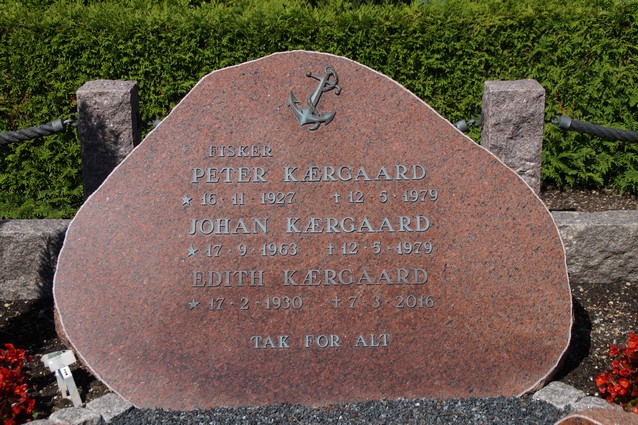 FISKER
PETER KÆRGAARD
★ 16·11·1927 † 12·5·1979
JOHAN KÆRGAARD
★ 17·9·1963 † 12·5·1979
EDITH KÆRGAARD
★ 17·2·1930 † 7·3·2016
TAK FOR ALT